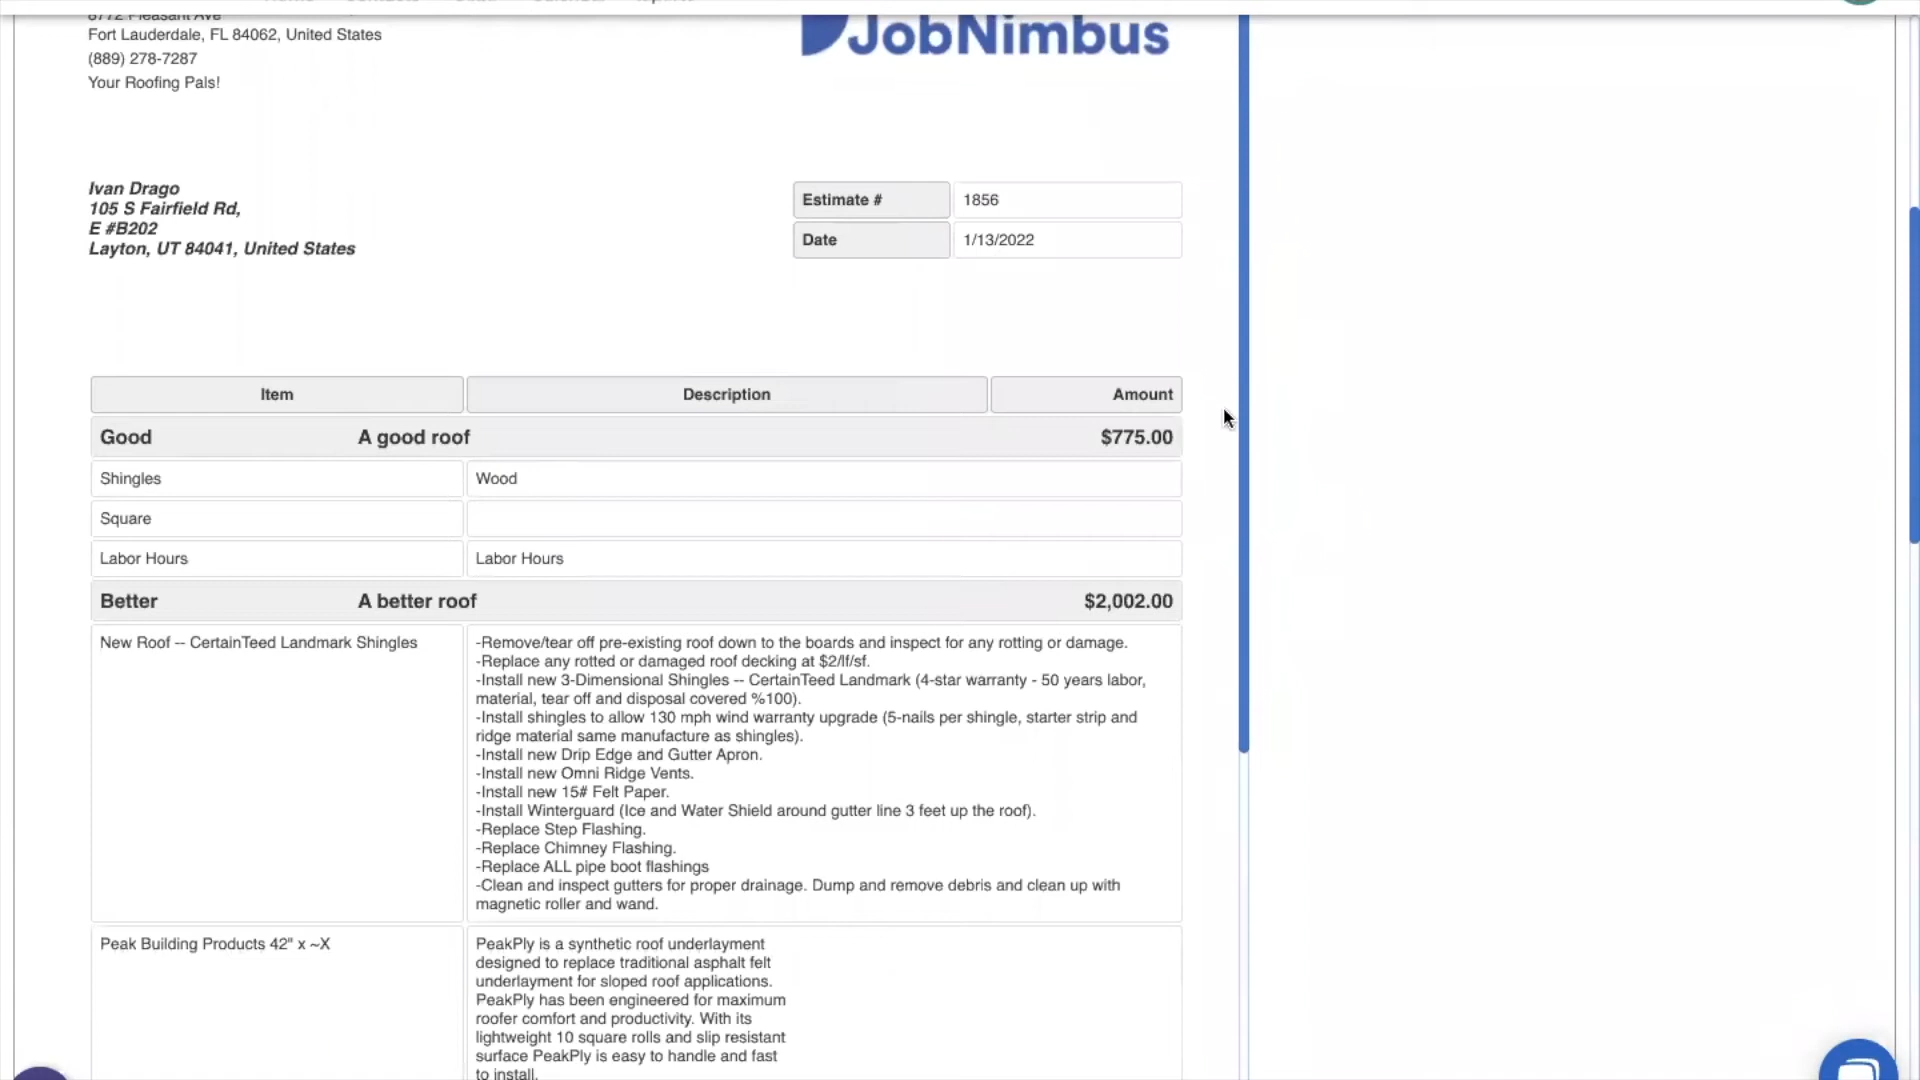 8772 Pleasant Ave
Fort Lauderdale, FL 84062, United States
(889) 278-7287
Your Roofing Pals!
JobNimbus
Ivan Drago
105 S Fairfield Rd,
E #B202
Layton, UT 84041, United States
Estimate # 1856
Date 1/13/2022
Item Description Amount
Good A good roof $775.00
Shingles Wood
Square
Labor Hours Labor Hours
Better A better roof $2,002.00
New Roof -- CertainTeed Landmark Shingles -Remove/tear off pre-existing roof down to the boards and inspect for any rotting or damage.
-Replace any rotted or damaged roof decking at $2/lf/sf.
-Install new 3-Dimensional Shingles -- CertainTeed Landmark (4-star warranty - 50 years labor,
material, tear off and disposal covered %100).
-Install shingles to allow 130 mph wind warranty upgrade (5-nails per shingle, starter strip and
ridge material same manufacture as shingles).
-Install new Drip Edge and Gutter Apron.
-Install new Omni Ridge Vents.
-Install new 15# Felt Paper.
-Install Winterguard (Ice and Water Shield around gutter line 3 feet up the roof).
-Replace Step Flashing.
-Replace Chimney Flashing.
-Replace ALL pipe boot flashings
-Clean and inspect gutters for proper drainage. Dump and remove debris and clean up with
magnetic roller and wand.
Peak Building Products 42" x ~X PeakPly is a synthetic roof underlayment
designed to replace traditional asphalt felt
underlayment for sloped roof applications.
PeakPly has been engineered for maximum
roofer comfort and productivity. With its
lightweight 10 square rolls and slip resistant
surface PeakPly is easy to handle and fast
to install.